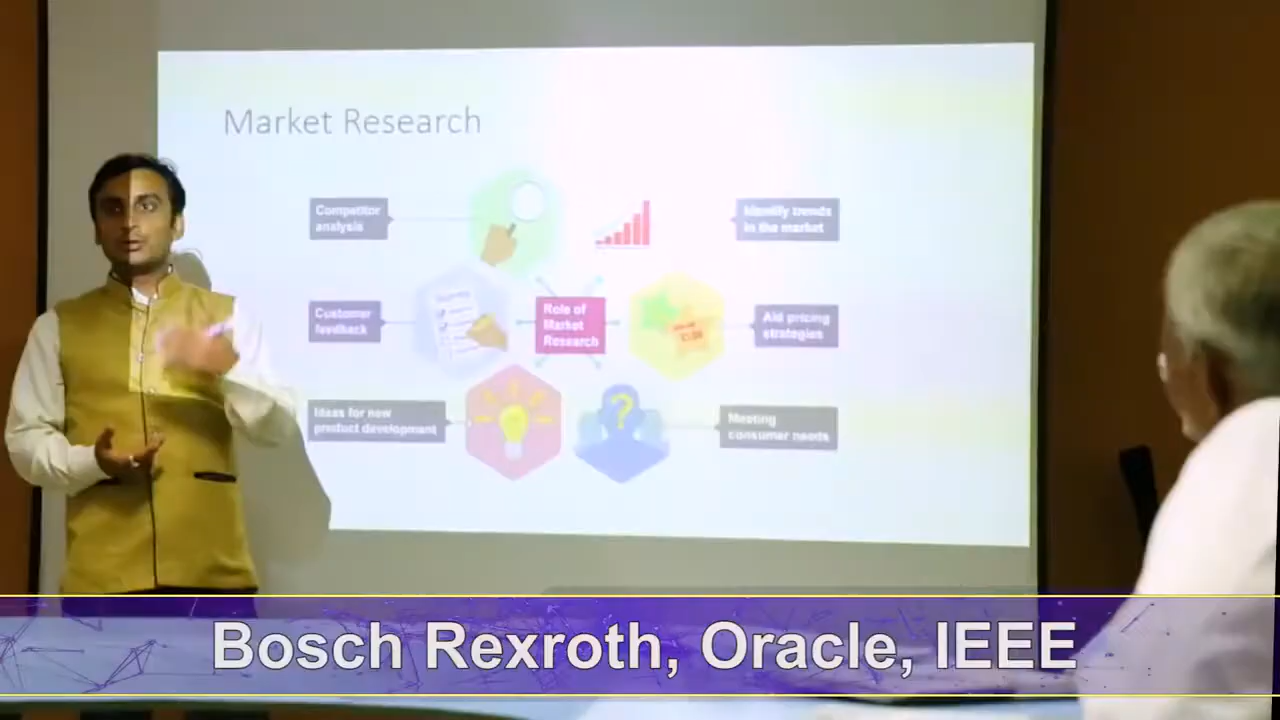 Market Research
Competitor
analysis
Identify trends
in the market
Customer
feedback
Role of
Market
Research
Aid pricing
strategies
Ideas for new
product development
Meeting
consumer needs
Bosch Rexroth, Oracle, IEEE